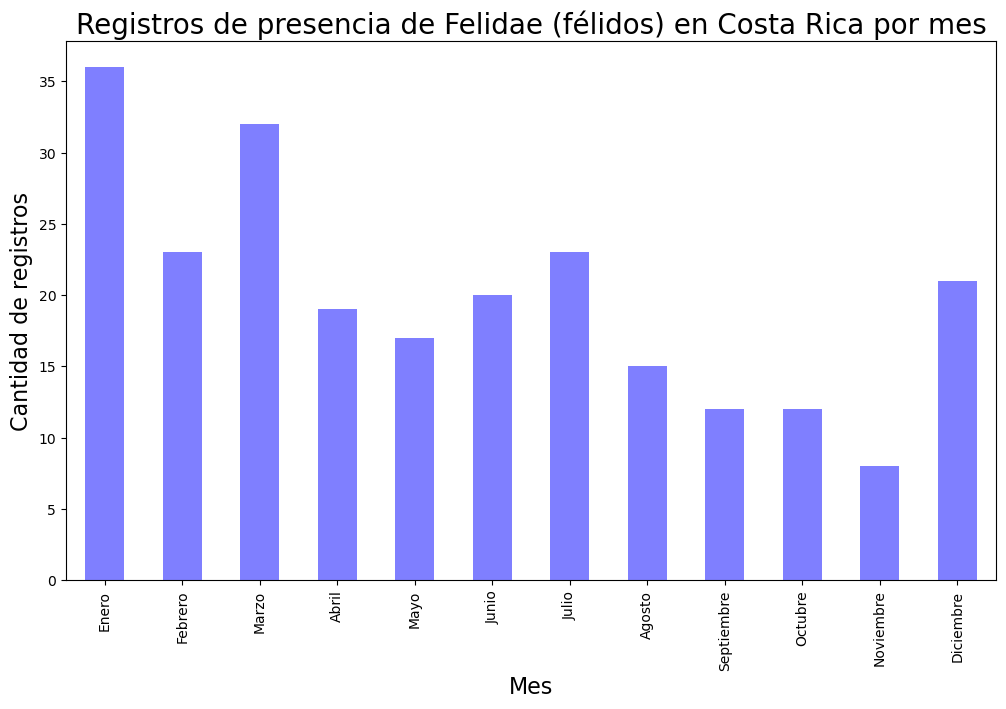 Registros de presencia de Felidae (félidos) en Costa Rica por mes
Cantidad de registros
35
30
25
20
15
10
5
0
Enero
Febrero
Marzo
Abril
Mayo
Junio
Julio
Agosto
Septiembre
Octubre
Noviembre
Diciembre
Mes